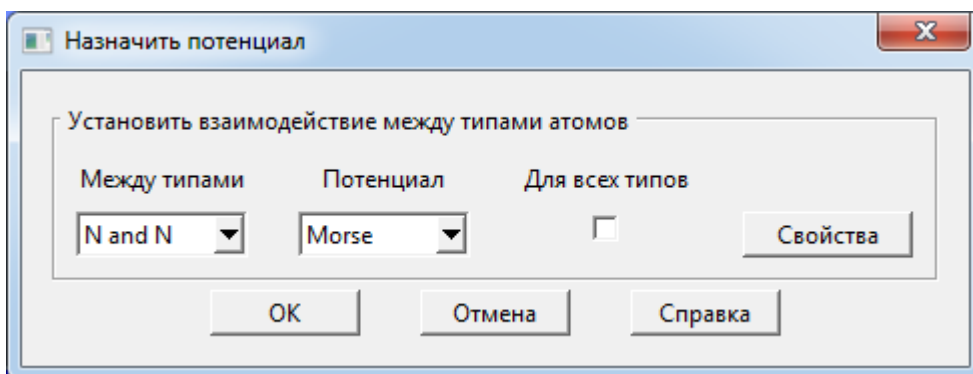 Назначить потенциал
Установить взаимодействие между типами атомов
Между типами Потенциал Для всех типов
N and N Morse Свойства
OK Отмена Справка